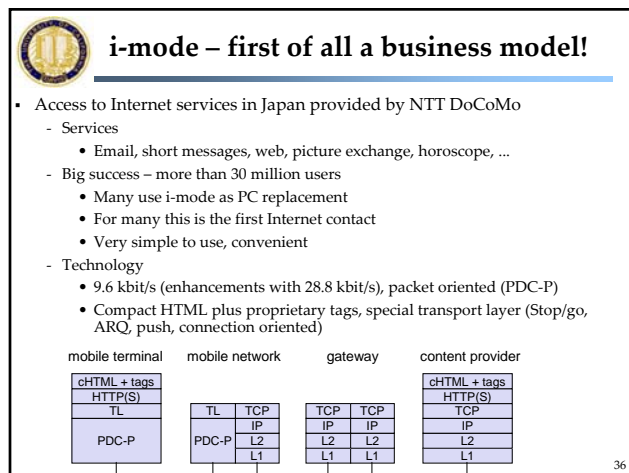 i-mode – first of all a business model!
▪ Access to Internet services in Japan provided by NTT DoCoMo
- Services
• Email, short messages, web, picture exchange, horoscope, ...
- Big success – more than 30 million users
• Many use i-mode as PC replacement
• For many this is the first Internet contact
• Very simple to use, convenient
- Technology
• 9.6 kbit/s (enhancements with 28.8 kbit/s), packet oriented (PDC-P)
• Compact HTML plus proprietary tags, special transport layer (Stop/go,
ARQ, push, connection oriented)
mobile terminal mobile network gateway content provider
cHTML + tags cHTML + tags
HTTP(S) HTTP(S)
TL TL TCP TCP TCP TCP
PDC-P PDC-P IP IP IP IP
L2 L2 L2 L2
L1 L1 L1 L1
36